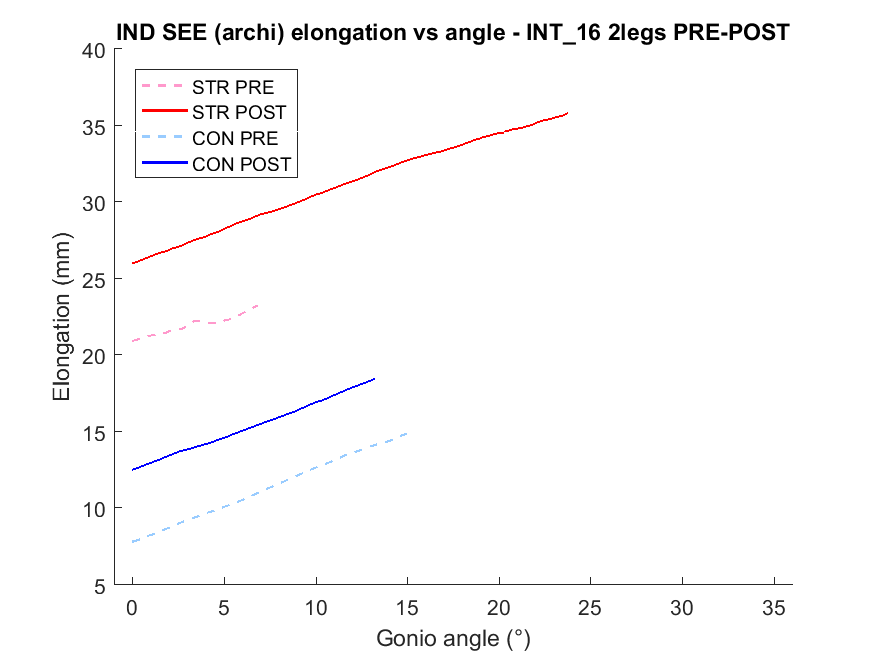 IND SEE (archi) elongation vs angle - INT_16 2legs PRE-POST
40
35
30
25
20
15
10
5
Elongation (mm)
STR PRE
STR POST
CON PRE
CON POST
0 5 10 15 20 25 30 35
Gonio angle (°)